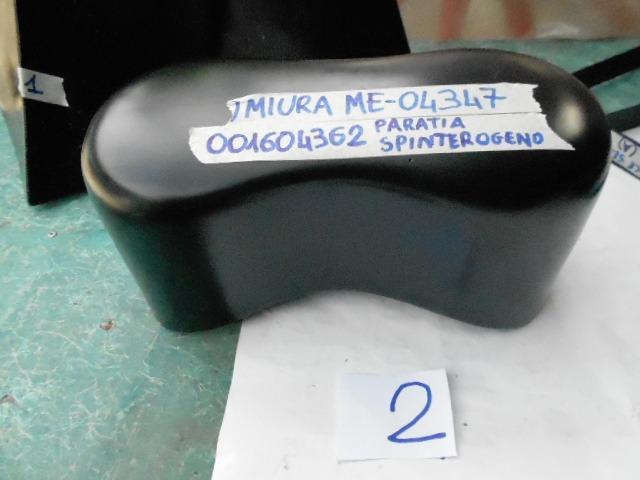 1
MIURA ME-04347
001604362 PARATIA
SPINTEROGENO
(A)
2